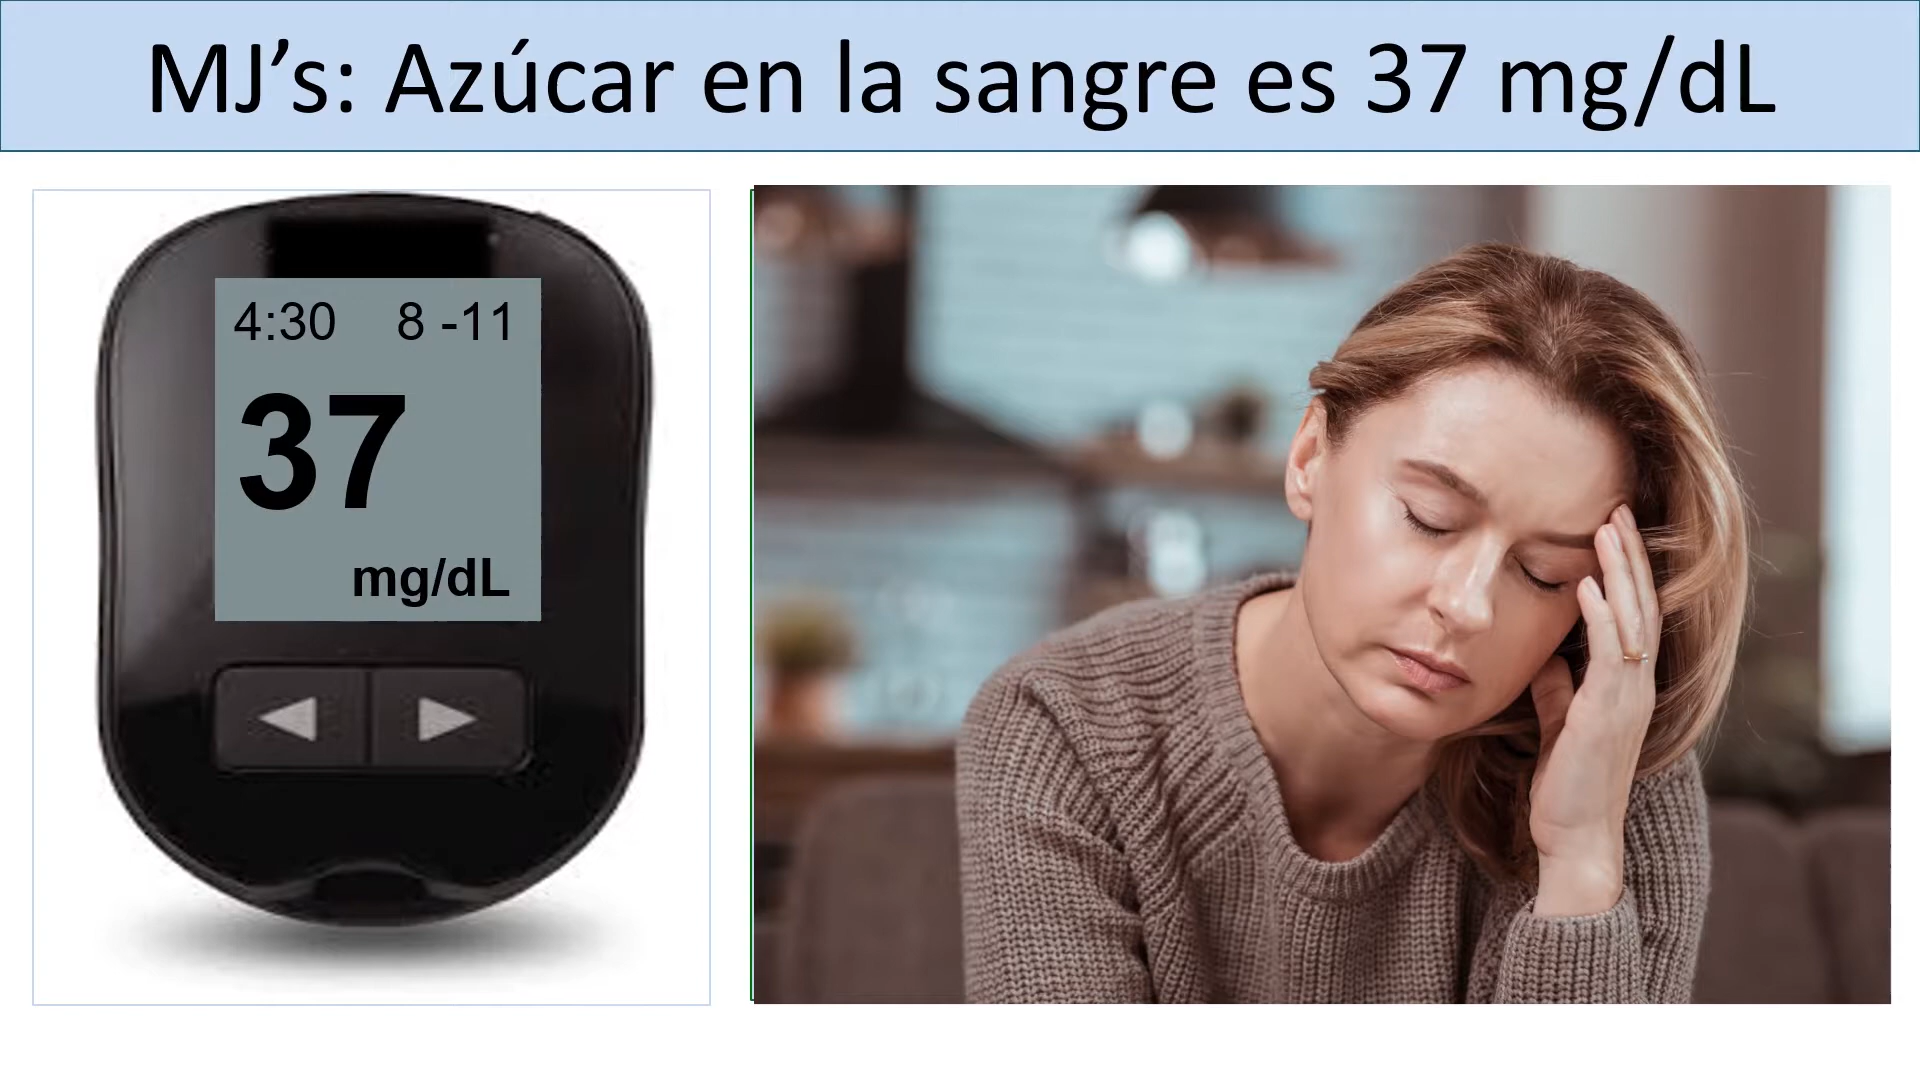 MJ’s: Azúcar en la sangre es 37 mg/dL
4:30 8 -11
37
mg/dL